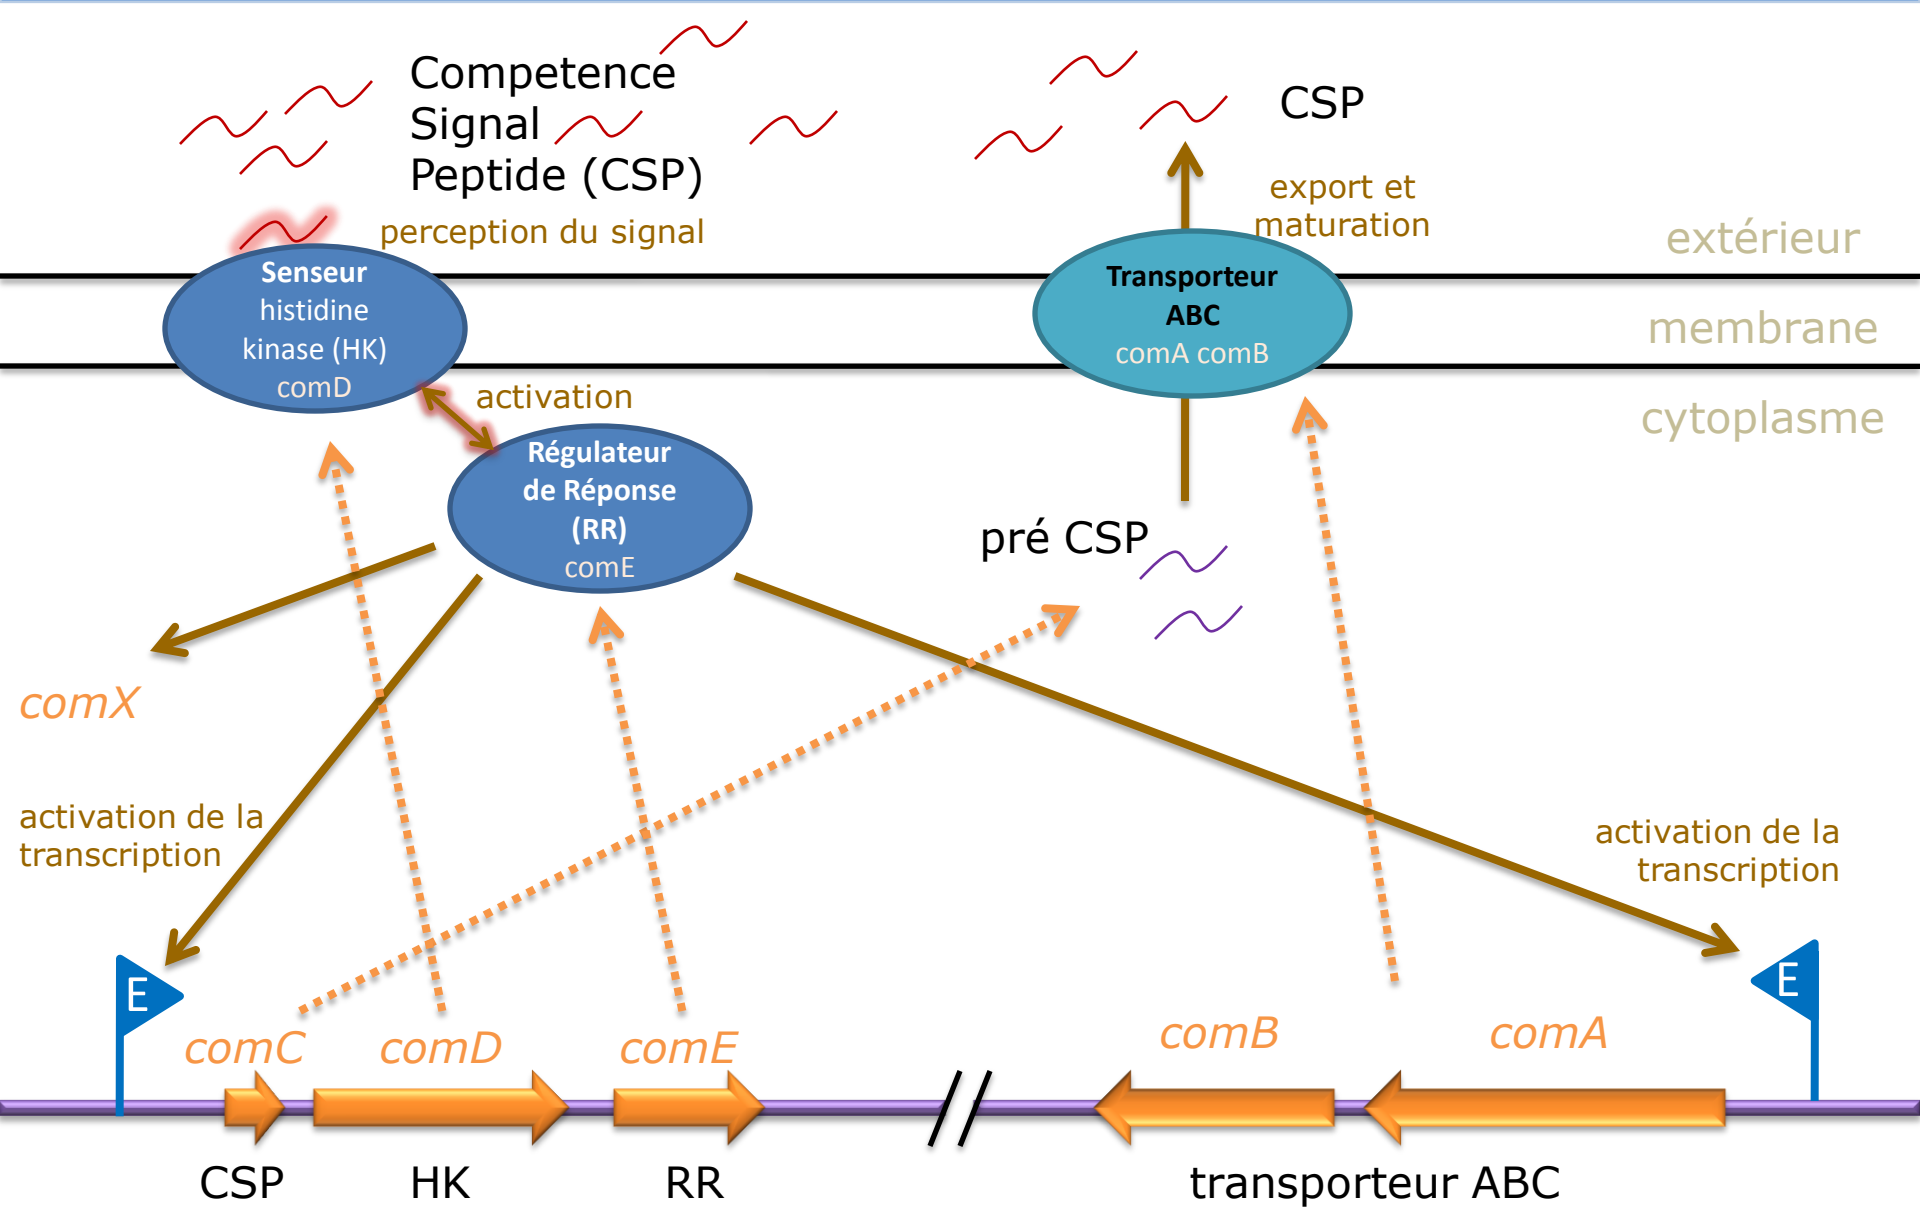 Competence
Signal
Peptide (CSP)
CSP
perception du signal
export et
maturation
extérieur
membrane
cytoplasme
Senseur
histidine
kinase (HK)
comD
Transporteur
ABC
comA comB
activation
Régulateur
de Réponse
(RR)
comE
pré CSP
comX
activation de la
transcription
activation de la
transcription
E
E
comC
comD
comE
comB
comA
CSP
HK
RR
transporteur ABC